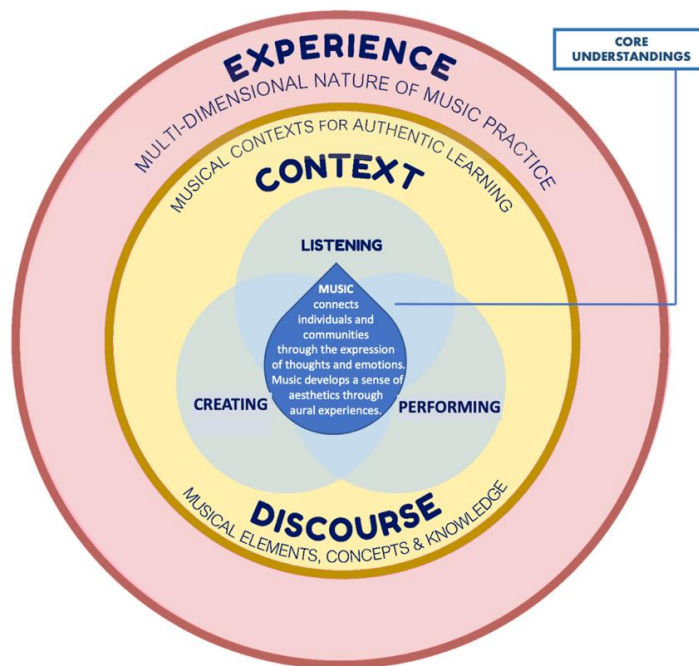 EXPERIENCE
MULTI-DIMENSIONAL NATURE OF MUSIC PRACTICE
CORE
UNDERSTANDINGS
MUSICAL CONTEXTS FOR AUTHENTIC LEARNING
CONTEXT
LISTENING
MUSIC
connects
individuals and
communities
through the expression
of thoughts and emotions.
Music develops a sense of
aesthetics through
aural experiences.
CREATING
PERFORMING
DISCOURSE
MUSICAL ELEMENTS, CONCEPTS & KNOWLEDGE